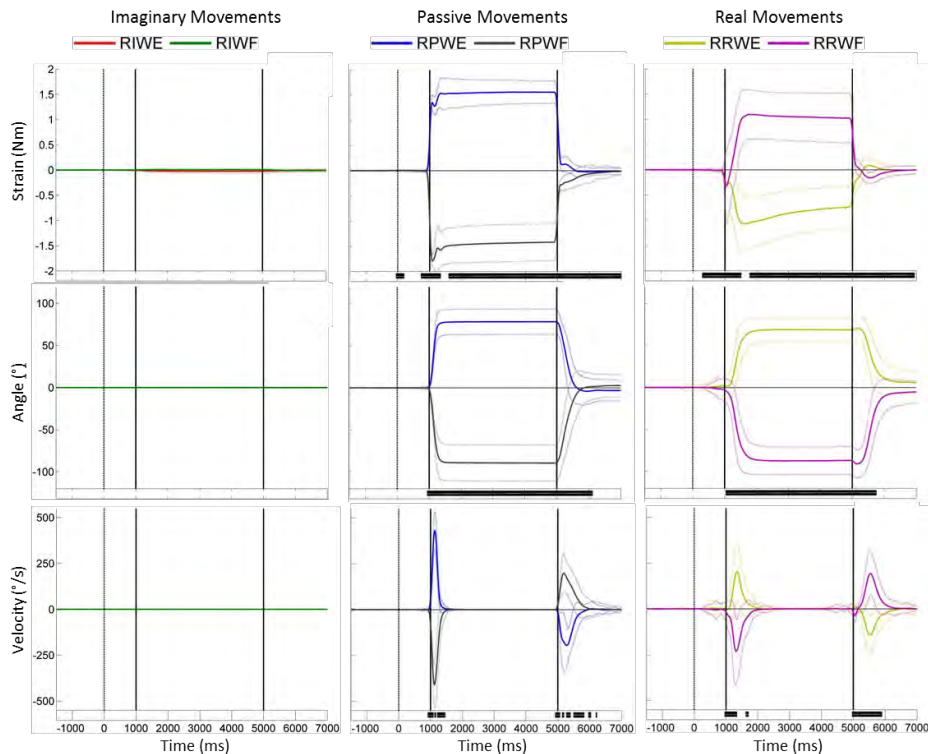 Imaginary Movements Passive Movements Real Movements
RIWE RIWF RPWE RPWF RRWE RRWF
2
1.5
1
0.5
0
-0.5
-1
-1.5
-2
Strain (Nm)
100
50
0
-50
-100
Angle (°)
500
250
0
-250
-500
Velocity (°/s)
-1000 0 1000 2000 3000 4000 5000 6000 7000 -1000 0 1000 2000 3000 4000 5000 6000 7000 -1000 0 1000 2000 3000 4000 5000 6000 7000
Time (ms) Time (ms) Time (ms)